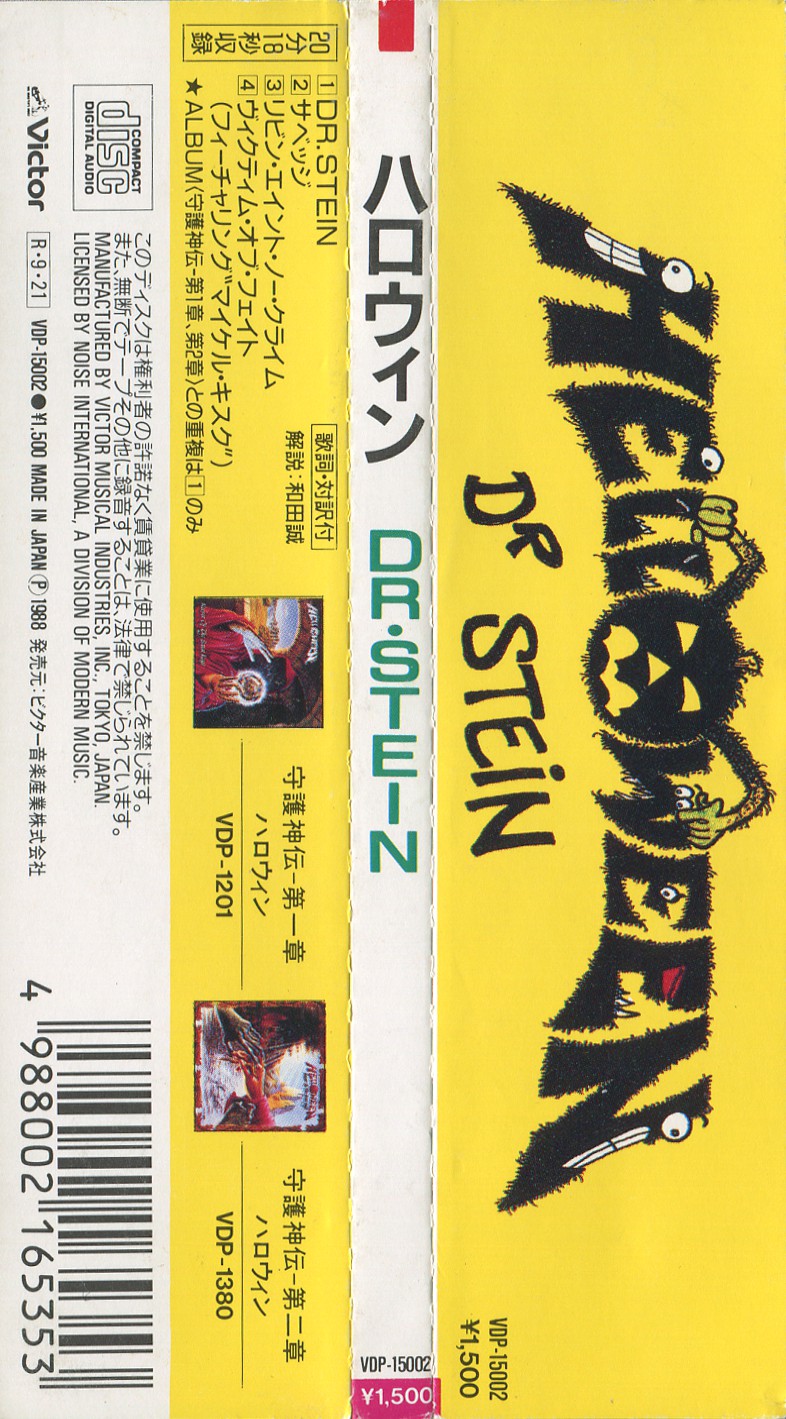 HELLOWEEN
DR STEIN
VDP-15002
¥1,500
ハロウィン DR.STEIN
VDP-15002
¥1,500
20分18秒収録
1 DR.STEIN
2 サベッジ
3 リビン・エイント・ノー・クライム
4 ヴィクティム・オブ・フェイト
(フィーチャリング"マイケル・キスク")
★ALBUM〈守護神伝-第1章、第2章〉との重複は1のみ
歌詞・対訳付
解説：和田誠
守護神伝-第一章
ハロウィン
VDP-1201
守護神伝-第二章
ハロウィン
VDP-1380
COMPACT
disc
DIGITAL AUDIO
このディスクは権利者の許諾なく賃貸業に使用することを禁じます。
また、無断でテープその他に録音することは、法律で禁じられています。
MANUFACTURED BY VICTOR MUSICAL INDUSTRIES, INC., TOKYO, JAPAN.
LICENSED BY NOISE INTERNATIONAL, A DIVISION OF MODERN MUSIC.
Victor R・9・21 VDP-15002●¥1,500 MADE IN JAPAN Ⓟ 1988 発売元：ビクター音楽産業株式会社
4 988002 165353